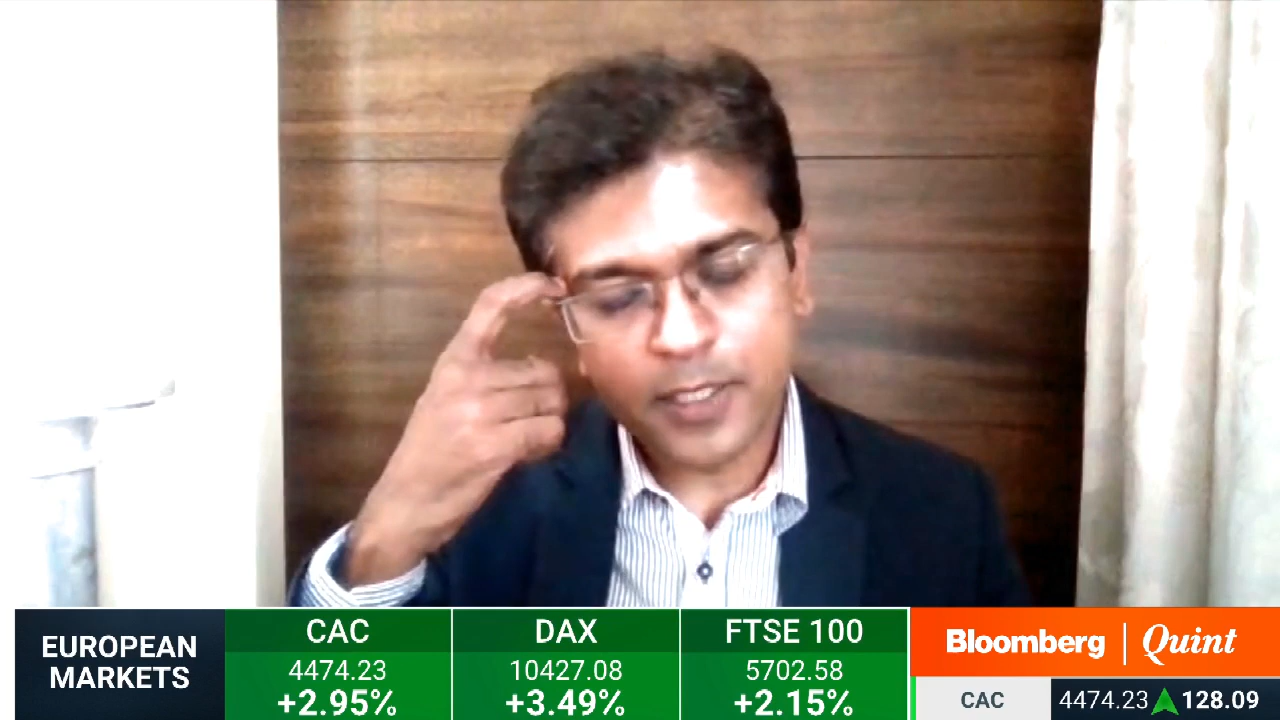 EUROPEAN
MARKETS
CAC
4474.23
+2.95%
DAX
10427.08
+3.49%
FTSE 100
5702.58
+2.15%
Bloomberg | Quint
CAC 4474.23 ▲ 128.09